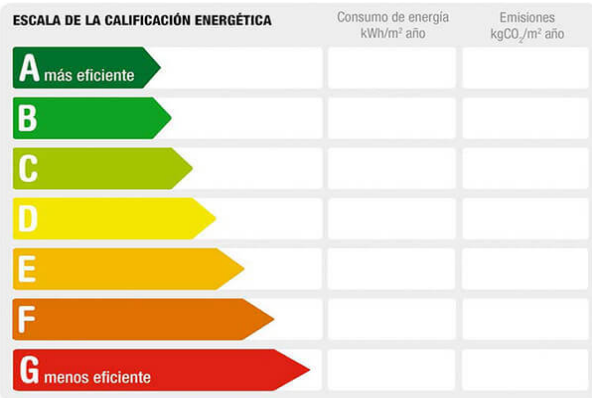 ESCALA DE LA CALIFICACIÓN ENERGÉTICA
Consumo de energía
kWh/m² año
Emisiones
kgCO₂/m² año
A más eficiente
B
C
D
E
F
G menos eficiente